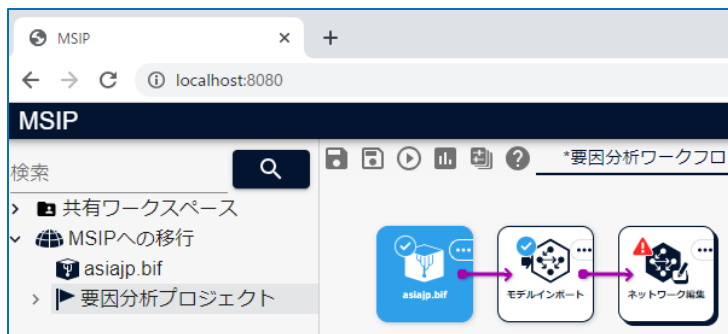 MSIP
localhost:8080
MSIP
検索
*要因分析ワークフロ
共有ワークスペース
MSIPへの移行
asiajp.bif
要因分析プロジェクト
asiajp.bif
モデルインポート
ネットワーク編集